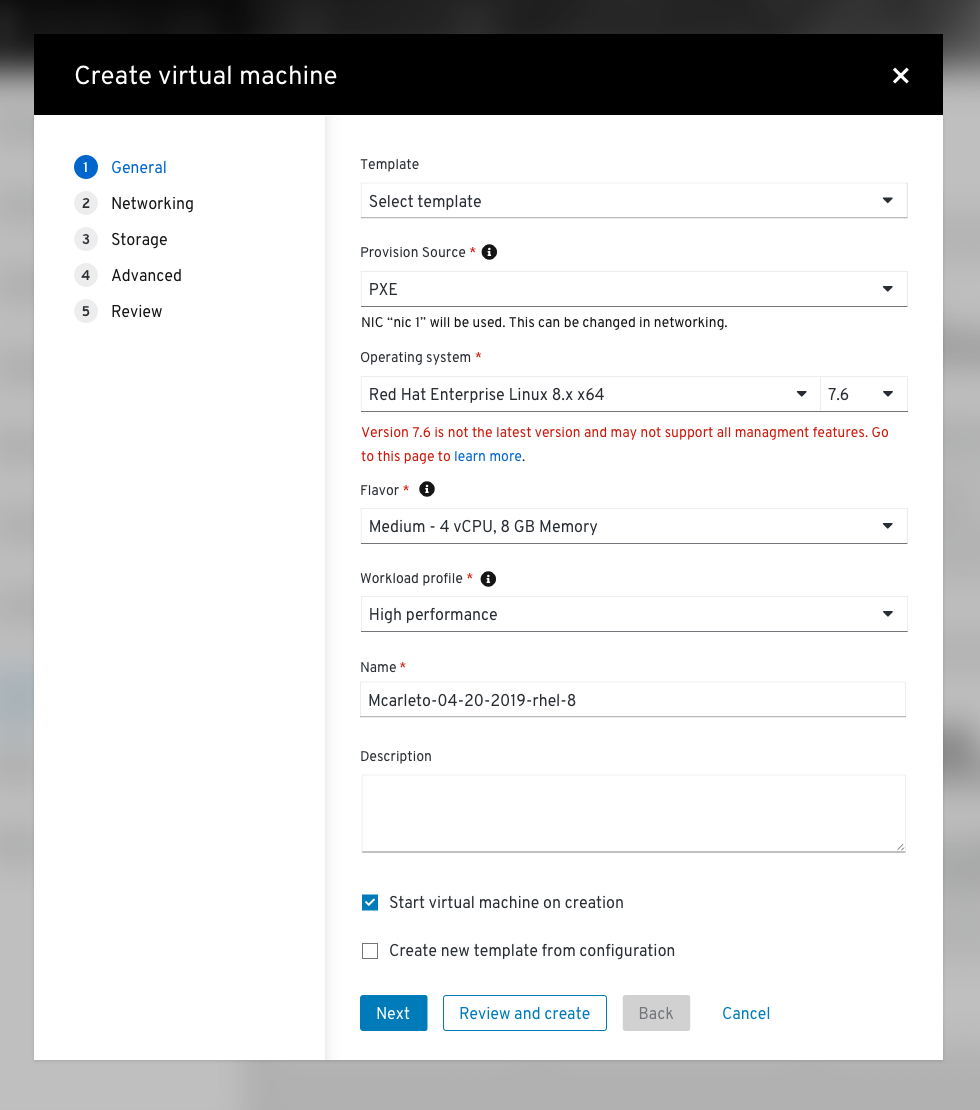 Create virtual machine
1 General
2 Networking
3 Storage
4 Advanced
5 Review
Template
Select template
Provision Source *
PXE
NIC “nic 1” will be used. This can be changed in networking.
Operating system *
Red Hat Enterprise Linux 8.x x64
7.6
Version 7.6 is not the latest version and may not support all managment features. Go
to this page to learn more.
Flavor *
Medium - 4 vCPU, 8 GB Memory
Workload profile *
High performance
Name *
Mcarleto-04-20-2019-rhel-8
Description
Start virtual machine on creation
Create new template from configuration
Next
Review and create
Back
Cancel